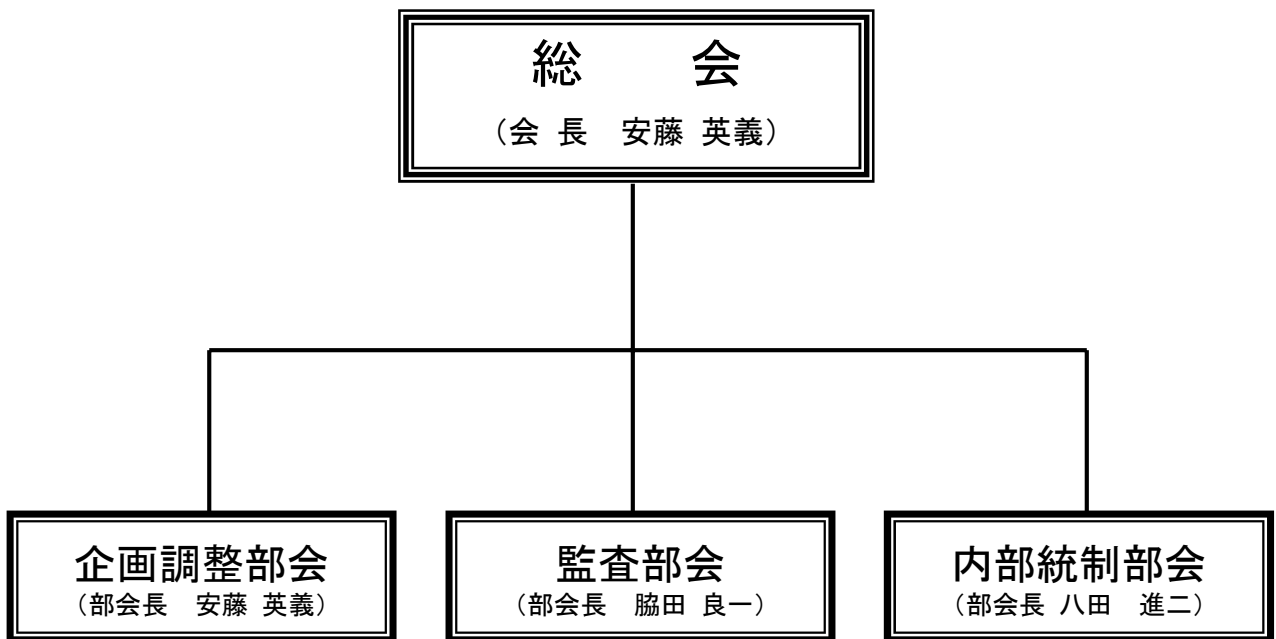 総　会
（会 長　安藤 英義）
企画調整部会
（部会長　安藤 英義）
監査部会
（部会長　脇田 良一）
内部統制部会
（部会長 八田　進二）